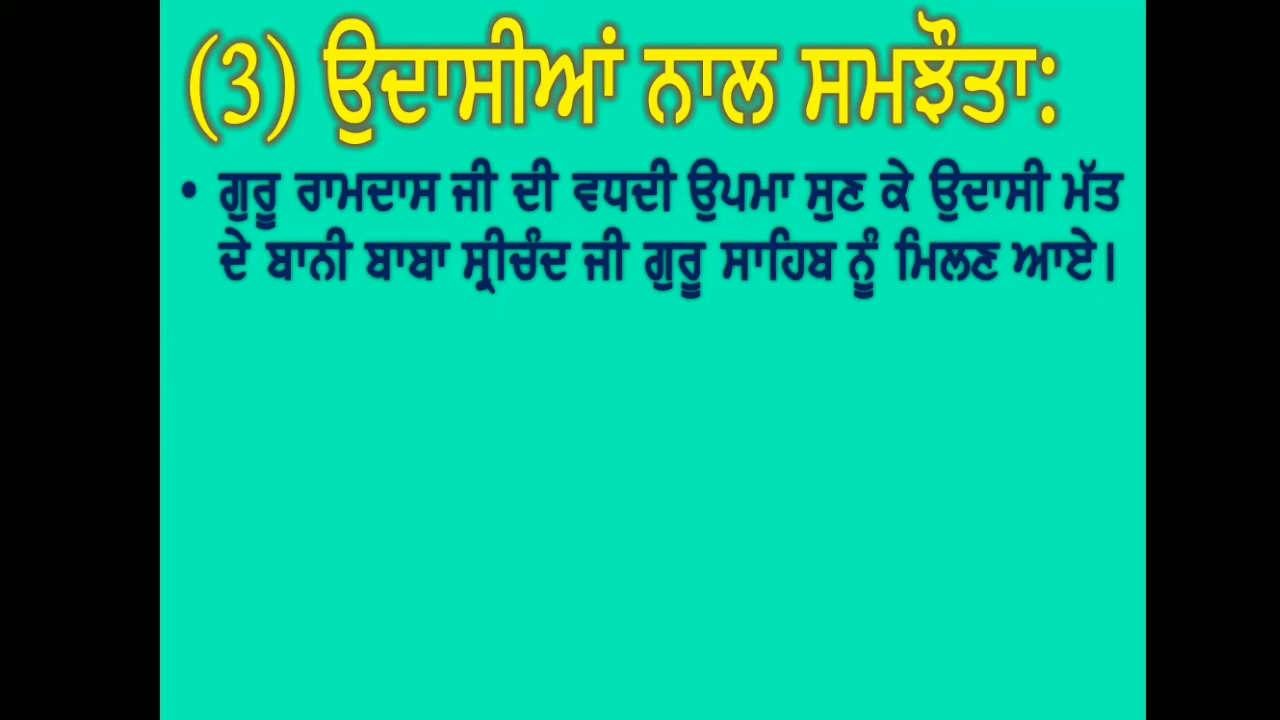 (3) ਉਦਾਸੀਆਂ ਨਾਲ ਸਮਝੌਤਾ:
• ਗੁਰੂ ਰਾਮਦਾਸ ਜੀ ਦੀ ਵਧਦੀ ਉਪਮਾ ਸੁਣ ਕੇ ਉਦਾਸੀ ਮੱਤ
ਦੇ ਬਾਨੀ ਬਾਬਾ ਸ੍ਰੀਚੰਦ ਜੀ ਗੁਰੂ ਸਾਹਿਬ ਨੂੰ ਮਿਲਣ ਆਏ।